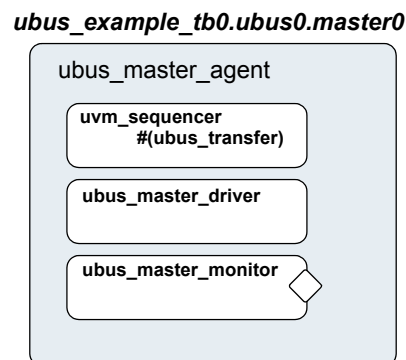 ubus_example_tb0.ubus0.master0
ubus_master_agent
uvm_sequencer
#(ubus_transfer)
ubus_master_driver
ubus_master_monitor